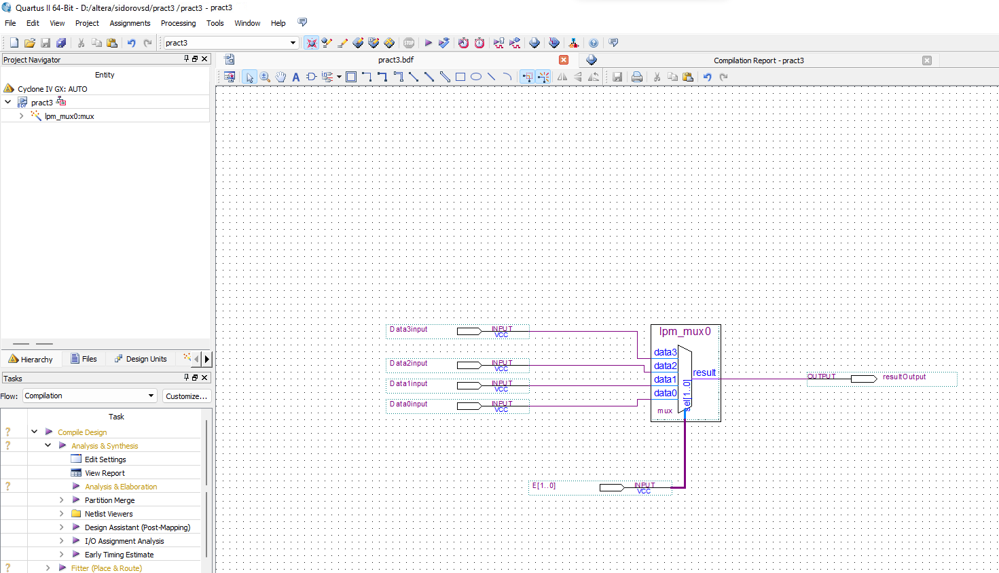 Quartus II 64-Bit - D:/altera/sidorovsd/pract3 /pract3 - pract3
File Edit View Project Assignments Processing Tools Window Help
pract3
STOP
Project Navigator
Entity
Cyclone IV GX: AUTO
BDF pract3
lpm_mux0:mux
Hierarchy Files Design Units
Tasks
Flow: Compilation Customize...
Task
? Compile Design
? Analysis & Synthesis
Edit Settings
View Report
? Analysis & Elaboration
Partition Merge
Netlist Viewers
Design Assistant (Post-Mapping)
I/O Assignment Analysis
Early Timing Estimate
? Fitter (Place & Route)
pract3.bdf
Compilation Report - pract3
A
Data3input INPUT
VCC
Data2input INPUT
VCC
Data1input INPUT
VCC
Data0input INPUT
VCC
lpm_mux0
data3
data2
data1
data0
mux
sel[1..0]
result
OUTPUT resultOutput
E[1..0] INPUT
VCC